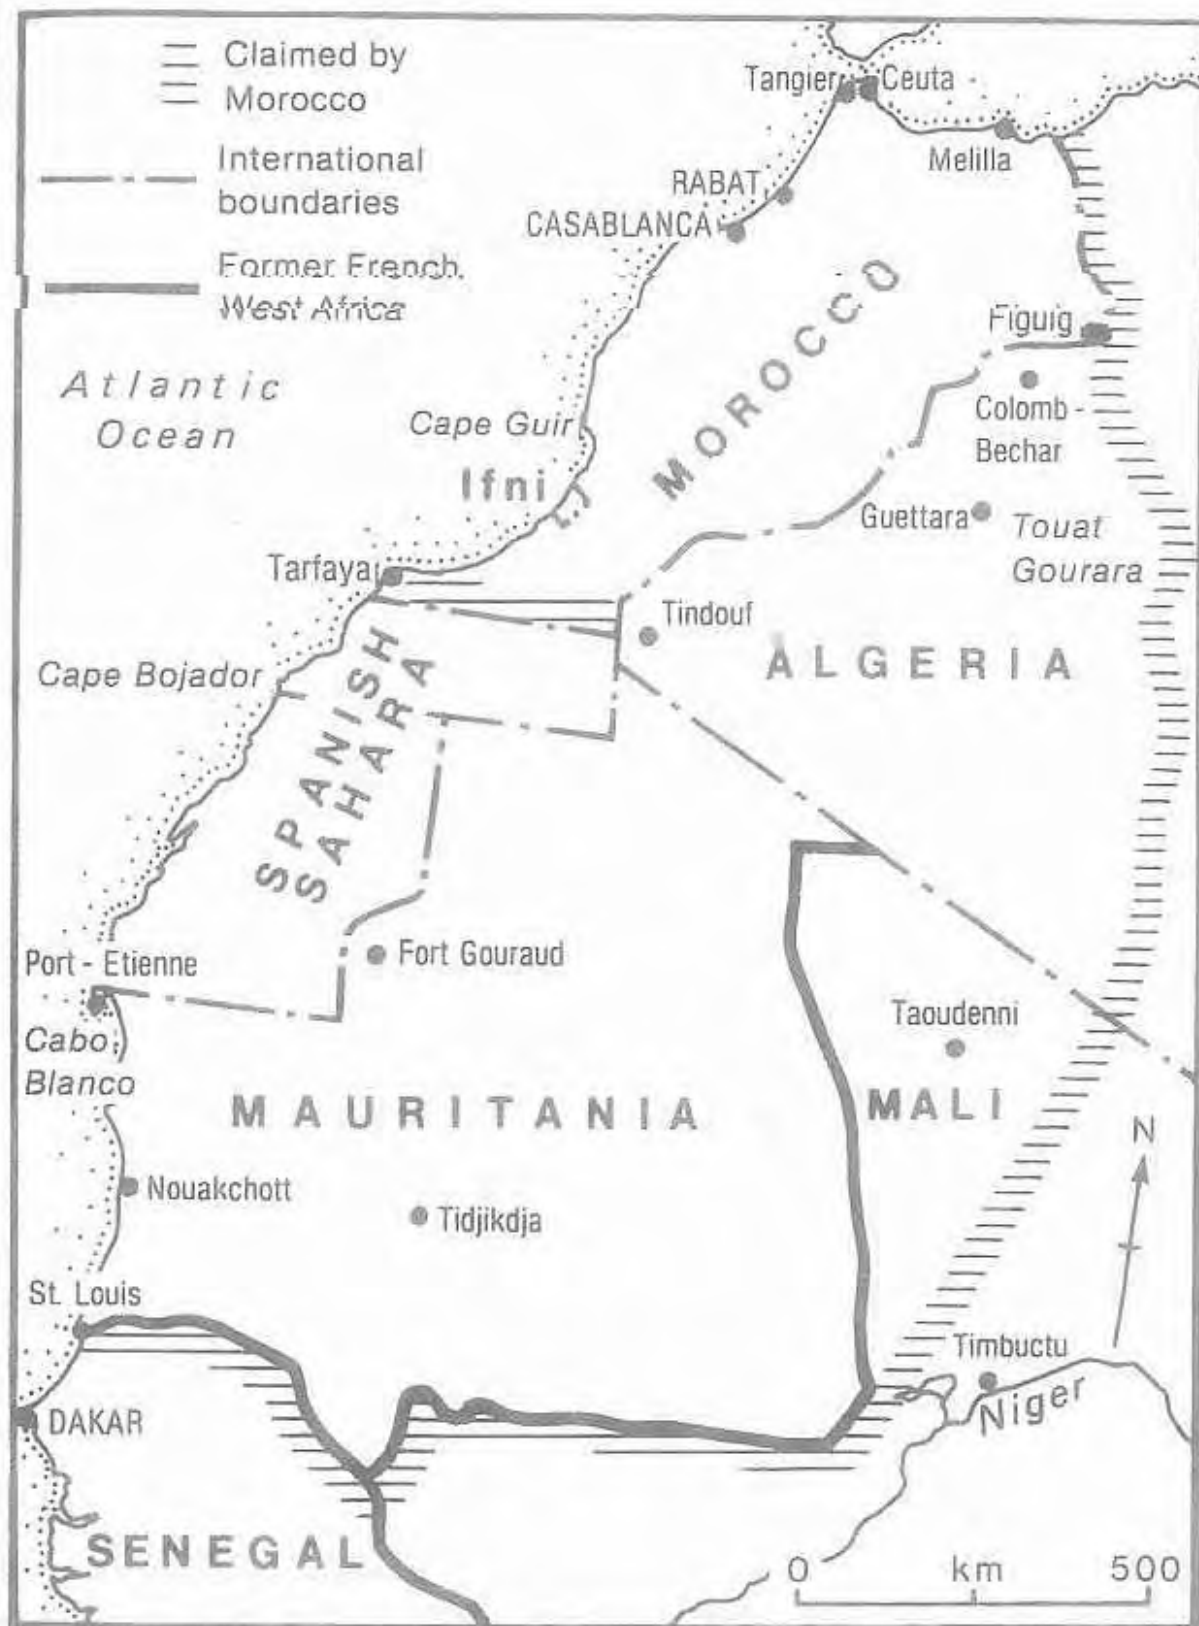 Claimed by
Morocco
International
boundaries
Former French
West Africa
Atlantic
Ocean
Tangier
Ceuta
Melilla
RABAT
CASABLANCA
MOROCCO
Figuig
Colomb-
Bechar
Cape Guir
Ifni
Guettara
Touat
Gourara
Tarfaya
Tindouf
ALGERIA
Cape Bojador
SPANISH
SAHARA
Port-Etienne
Fort Gouraud
Cabo
Blanco
Taoudenni
MAURITANIA
MALI
N
Nouakchott
Tidjikdja
St. Louis
Timbuctu
Niger
DAKAR
SENEGAL
0 km 500